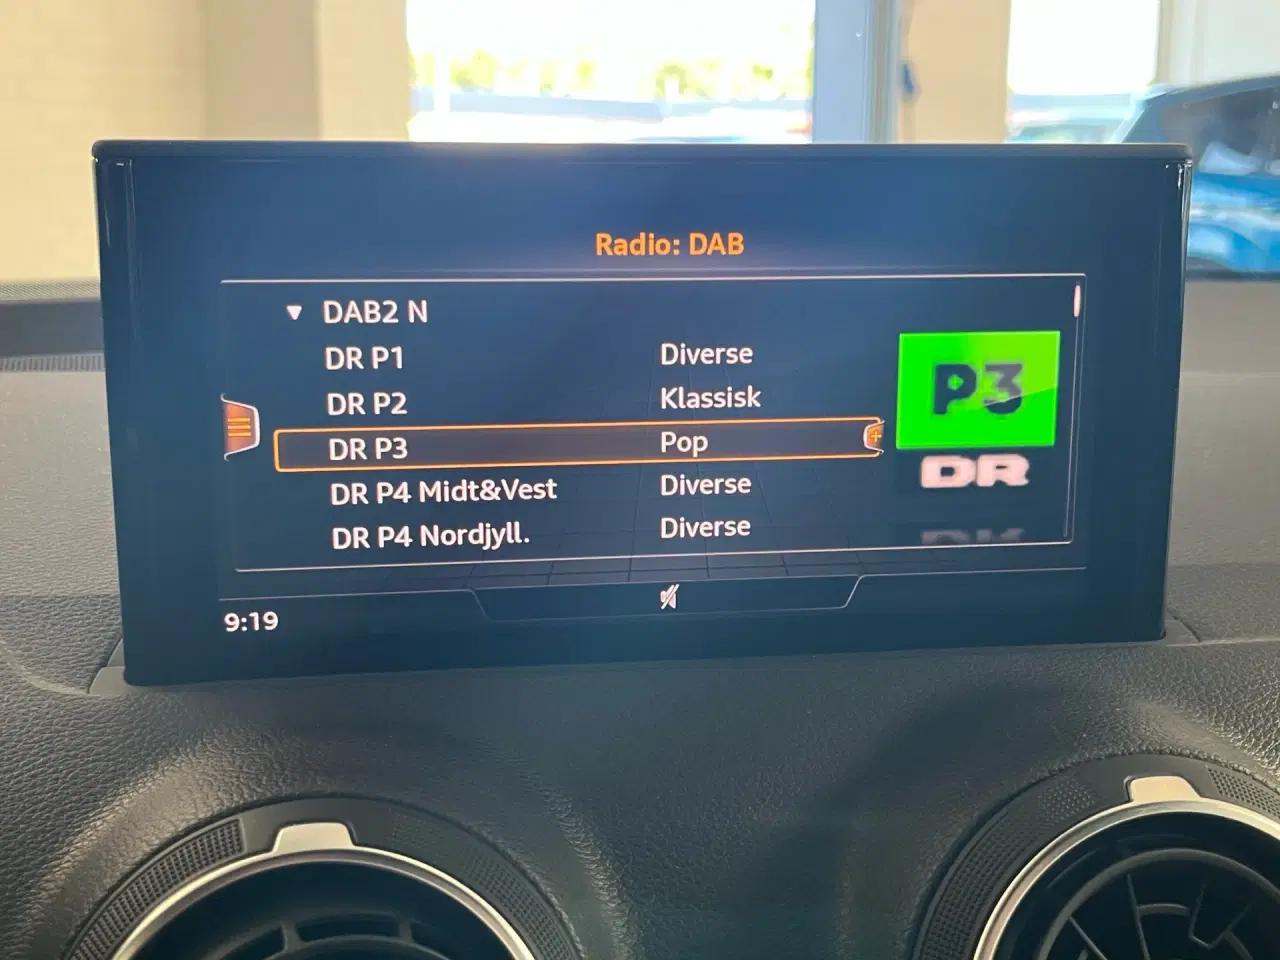 Radio: DAB
DAB2 N
DR P1 Diverse
DR P2 Klassisk
DR P3 Pop
DR P4 Midt&Vest Diverse
DR P4 Nordjyll. Diverse
P3
DR
9:19